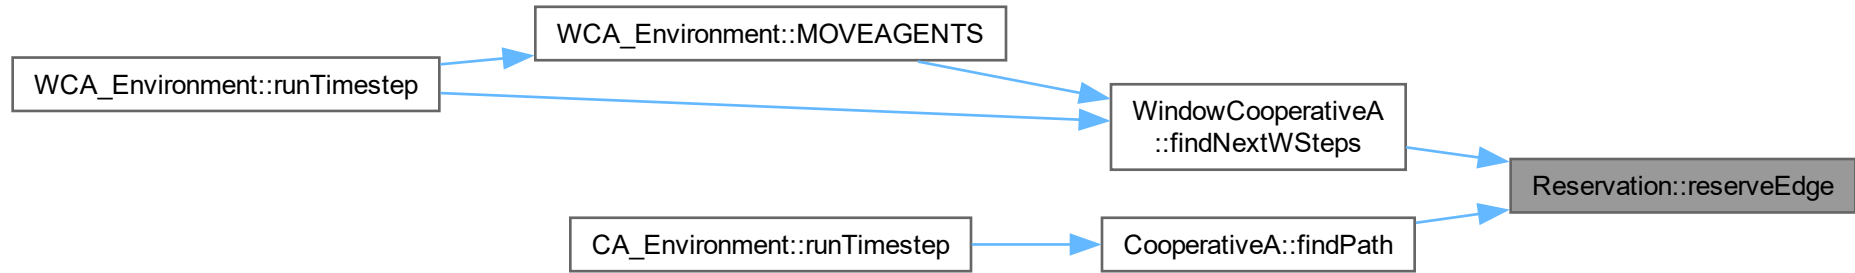 WCA_Environment::MOVEAGENTS
WCA_Environment::runTimestep
WindowCooperativeA
::findNextWSteps
Reservation::reserveEdge
CA_Environment::runTimestep
CooperativeA::findPath